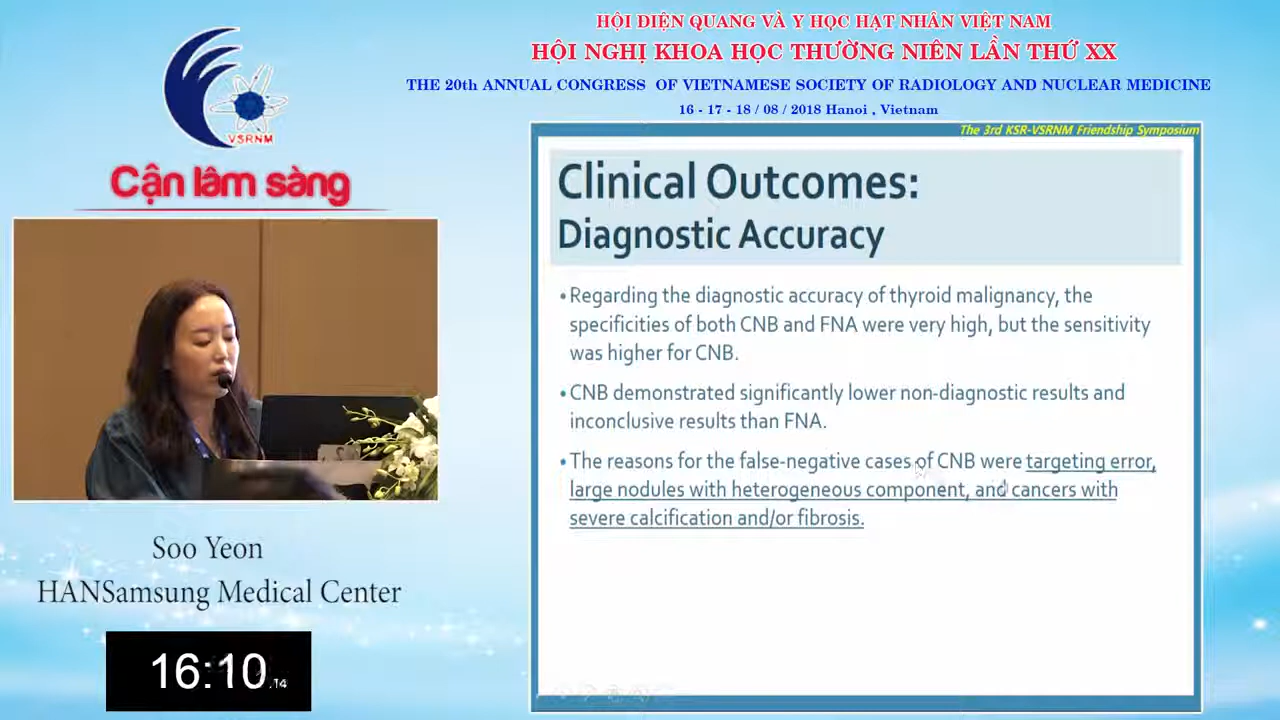 HỘI ĐIỆN QUANG VÀ Y HỌC HẠT NHÂN VIỆT NAM
HỘI NGHỊ KHOA HỌC THƯỜNG NIÊN LẦN THỨ XX
THE 20th ANNUAL CONGRESS OF VIETNAMESE SOCIETY OF RADIOLOGY AND NUCLEAR MEDICINE
16 - 17 - 18 / 08 / 2018 Hanoi , Vietnam
VSRNM
Cận lâm sàng
The 3rd KSR-VSRNM Friendship Symposium
Clinical Outcomes:
Diagnostic Accuracy
•Regarding the diagnostic accuracy of thyroid malignancy, the
specificities of both CNB and FNA were very high, but the sensitivity
was higher for CNB.
•CNB demonstrated significantly lower non-diagnostic results and
inconclusive results than FNA.
•The reasons for the false-negative cases of CNB were targeting error,
large nodules with heterogeneous component, and cancers with
severe calcification and/or fibrosis.
Soo Yeon
HANSamsung Medical Center
16:10.14